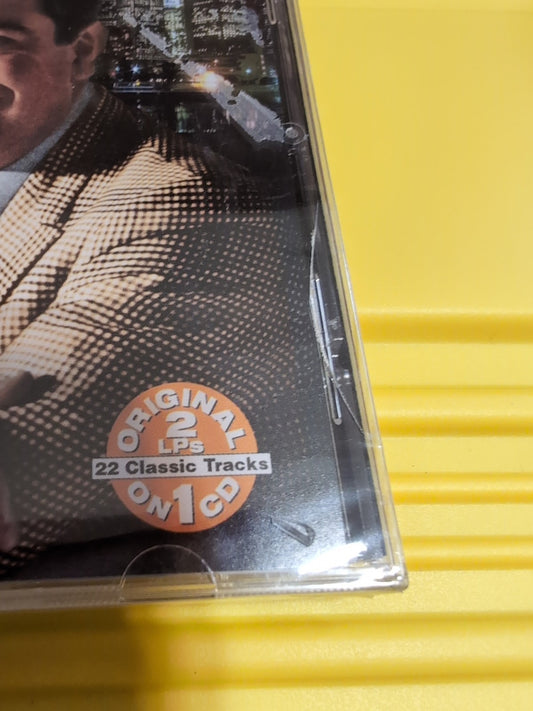 ORIGINAL
2
LPs
22 Classic Tracks
ON 1 CD